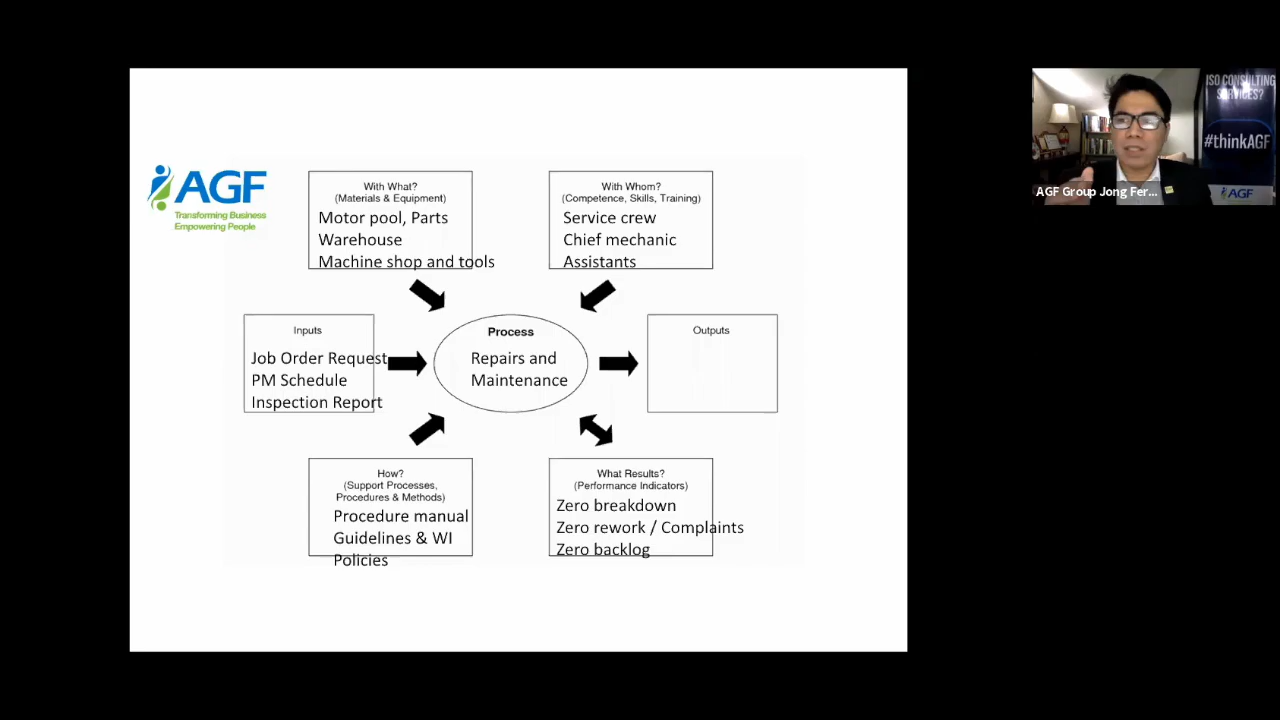 AGF
Transforming Business
Empowering People
With What?
(Materials & Equipment)
Motor pool, Parts
Warehouse
Machine shop and tools
With Whom?
(Competence, Skills, Training)
Service crew
Chief mechanic
Assistants
Inputs
Job Order Request
PM Schedule
Inspection Report
Process
Repairs and
Maintenance
Outputs
How?
(Support Processes,
Procedures & Methods)
Procedure manual
Guidelines & WI
Policies
What Results?
(Performance Indicators)
Zero breakdown
Zero rework / Complaints
Zero backlog
ISO CONSULTING
SERVICES?
#thinkAGF
AGF
AGF Group Jong Fer...